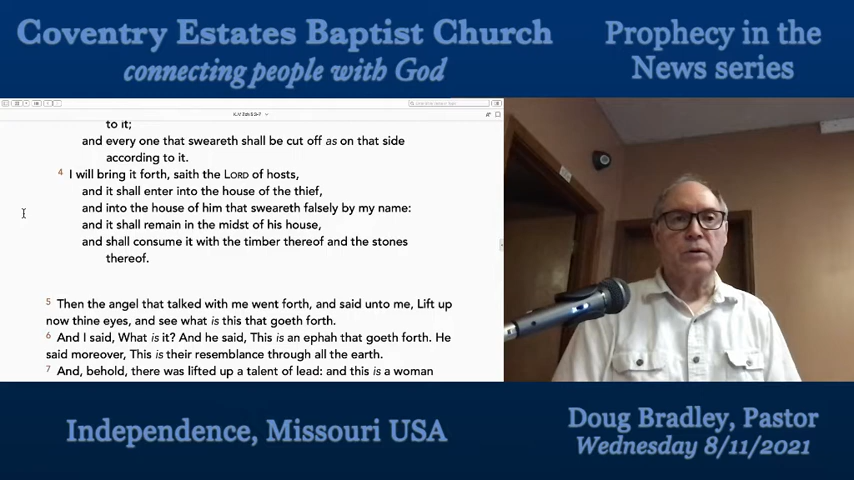 Coventry Estates Baptist Church
connecting people with God
Prophecy in the
News series
to it;
and every one that sweareth shall be cut off as on that side
according to it.
4 I will bring it forth, saith the LORD of hosts,
and it shall enter into the house of the thief,
and into the house of him that sweareth falsely by my name:
and it shall remain in the midst of his house,
and shall consume it with the timber thereof and the stones
thereof.
5 Then the angel that talked with me went forth, and said unto me, Lift up
now thine eyes, and see what is this that goeth forth.
6 And I said, What is it? And he said, This is an ephah that goeth forth. He
said moreover, This is their resemblance through all the earth.
7 And, behold, there was lifted up a talent of lead: and this is a woman
Independence, Missouri USA
Doug Bradley, Pastor
Wednesday 8/11/2021